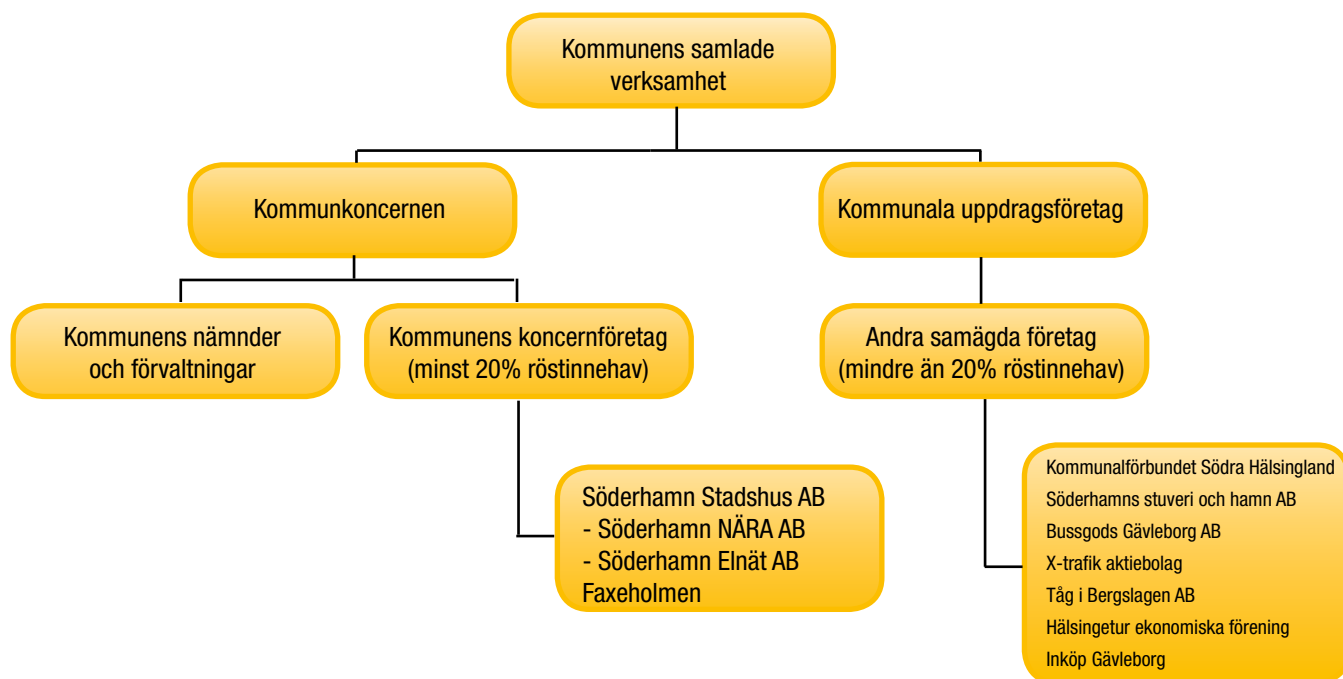 Kommunens samlade
verksamhet
Kommunkoncernen
Kommunala uppdragsföretag
Kommunens nämnder
och förvaltningar
Kommunens koncernföretag
(minst 20% röstinnehav)
Andra samägda företag
(mindre än 20% röstinnehav)
Söderhamn Stadshus AB
- Söderhamn NÄRA AB
- Söderhamn Elnät AB
Faxeholmen
Kommunalförbundet Södra Hälsingland
Söderhamns stuveri och hamn AB
Bussgods Gävleborg AB
X-trafik aktiebolag
Tåg i Bergslagen AB
Hälsingetur ekonomiska förening
Inköp Gävleborg